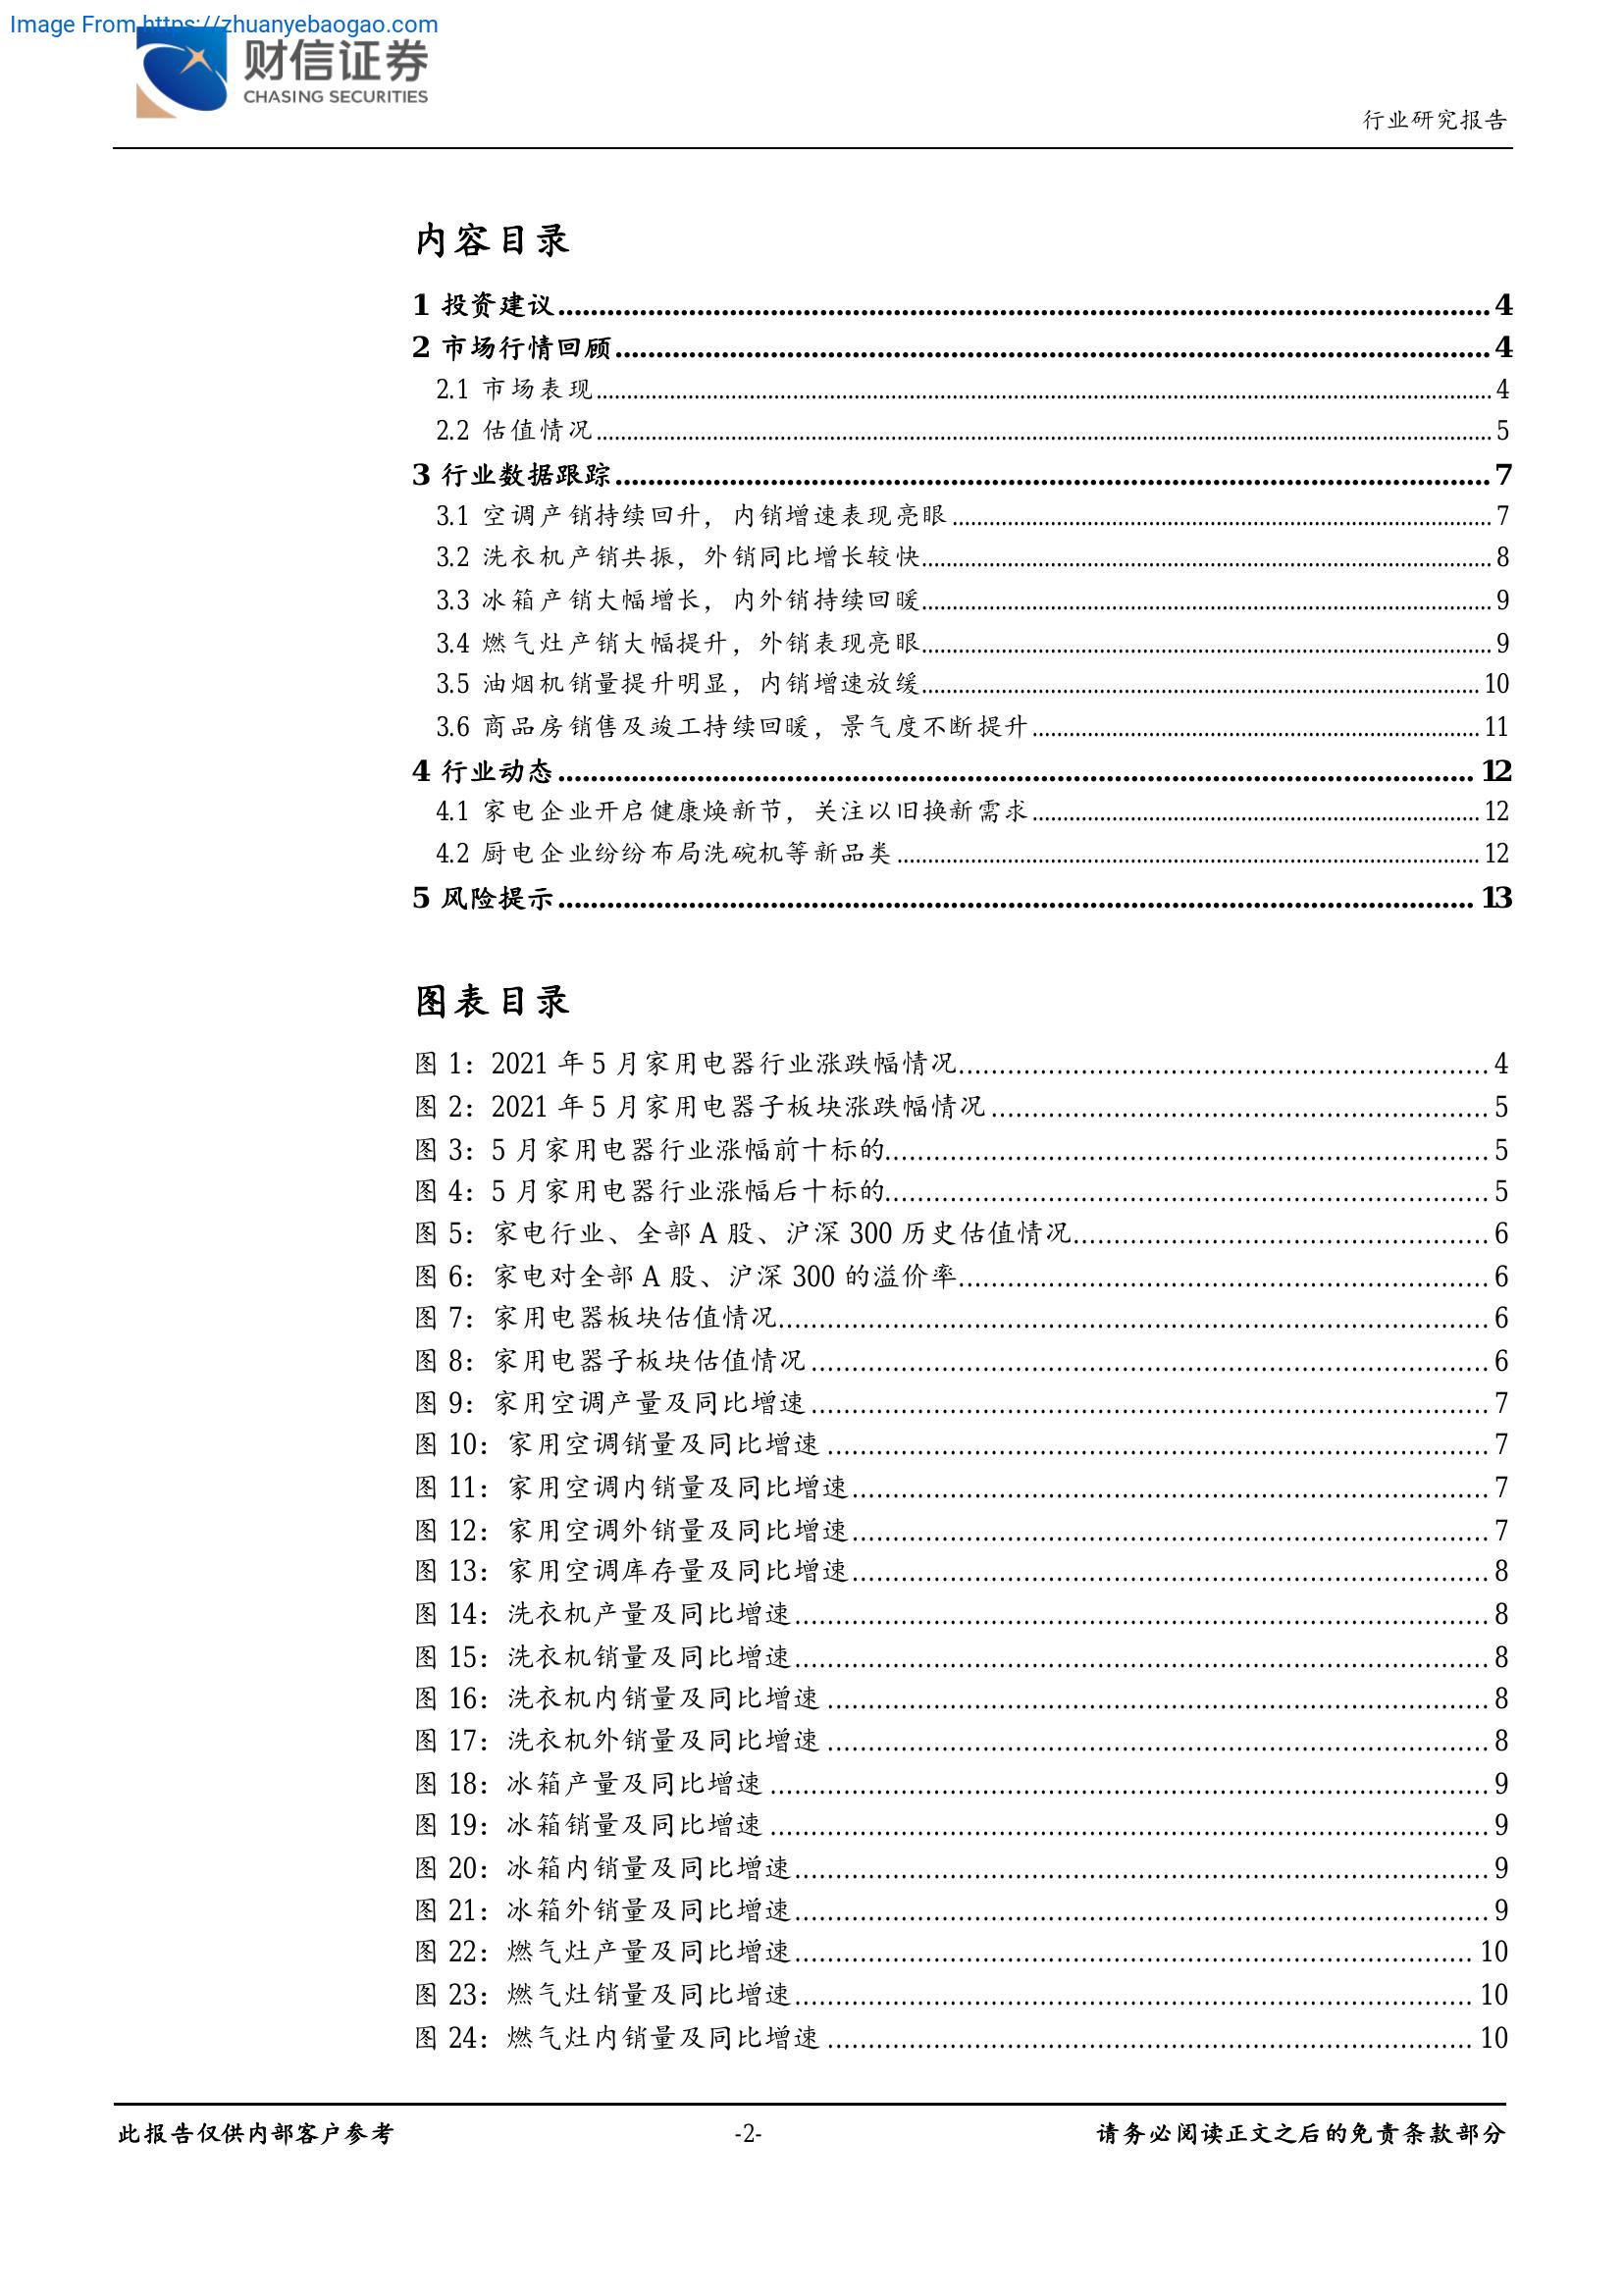 Image From https://zhuanyebaogao.com
财信证券
CHASING SECURITIES
行业研究报告
内容目录
1 投资建议........ 4
2 市场行情回顾........ 4
2.1 市场表现........ 4
2.2 估值情况........ 5
3 行业数据跟踪........ 7
3.1 空调产销持续回升，内销增速表现亮眼........ 7
3.2 洗衣机产销共振，外销同比增长较快........ 8
3.3 冰箱产销大幅增长，内外销持续回暖........ 9
3.4 燃气灶产销大幅提升，外销表现亮眼........ 9
3.5 油烟机销量提升明显，内销增速放缓........ 10
3.6 商品房销售及竣工持续回暖，景气度不断提升........ 11
4 行业动态........ 12
4.1 家电企业开启健康焕新节，关注以旧换新需求........ 12
4.2 厨电企业纷纷布局洗碗机等新品类........ 12
5 风险提示........ 13
图表目录
图 1：2021 年 5 月家用电器行业涨跌幅情况........ 4
图 2：2021 年 5 月家用电器子板块涨跌幅情况........ 5
图 3：5 月家用电器行业涨幅前十标的........ 5
图 4：5 月家用电器行业涨幅后十标的........ 5
图 5：家电行业、全部 A 股、沪深 300 历史估值情况........ 6
图 6：家电对全部 A 股、沪深 300 的溢价率........ 6
图 7：家用电器板块估值情况........ 6
图 8：家用电器子板块估值情况........ 6
图 9：家用空调产量及同比增速........ 7
图 10：家用空调销量及同比增速........ 7
图 11：家用空调内销量及同比增速........ 7
图 12：家用空调外销量及同比增速........ 7
图 13：家用空调库存量及同比增速........ 8
图 14：洗衣机产量及同比增速........ 8
图 15：洗衣机销量及同比增速........ 8
图 16：洗衣机内销量及同比增速........ 8
图 17：洗衣机外销量及同比增速........ 8
图 18：冰箱产量及同比增速........ 9
图 19：冰箱销量及同比增速........ 9
图 20：冰箱内销量及同比增速........ 9
图 21：冰箱外销量及同比增速........ 9
图 22：燃气灶产量及同比增速........ 10
图 23：燃气灶销量及同比增速........ 10
图 24：燃气灶内销量及同比增速........ 10
此报告仅供内部客户参考 -2- 请务必阅读正文之后的免责条款部分